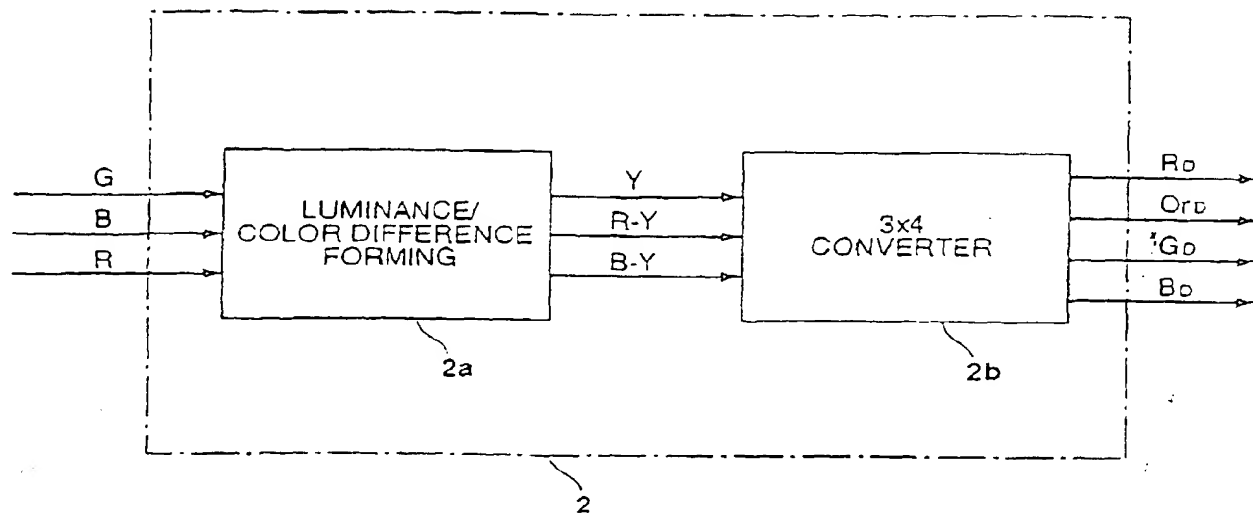 G
B
R
LUMINANCE/
COLOR DIFFERENCE
FORMING
2a
Y
R-Y
B-Y
3x4
CONVERTER
2b
RD
OrD
GD
BD
2